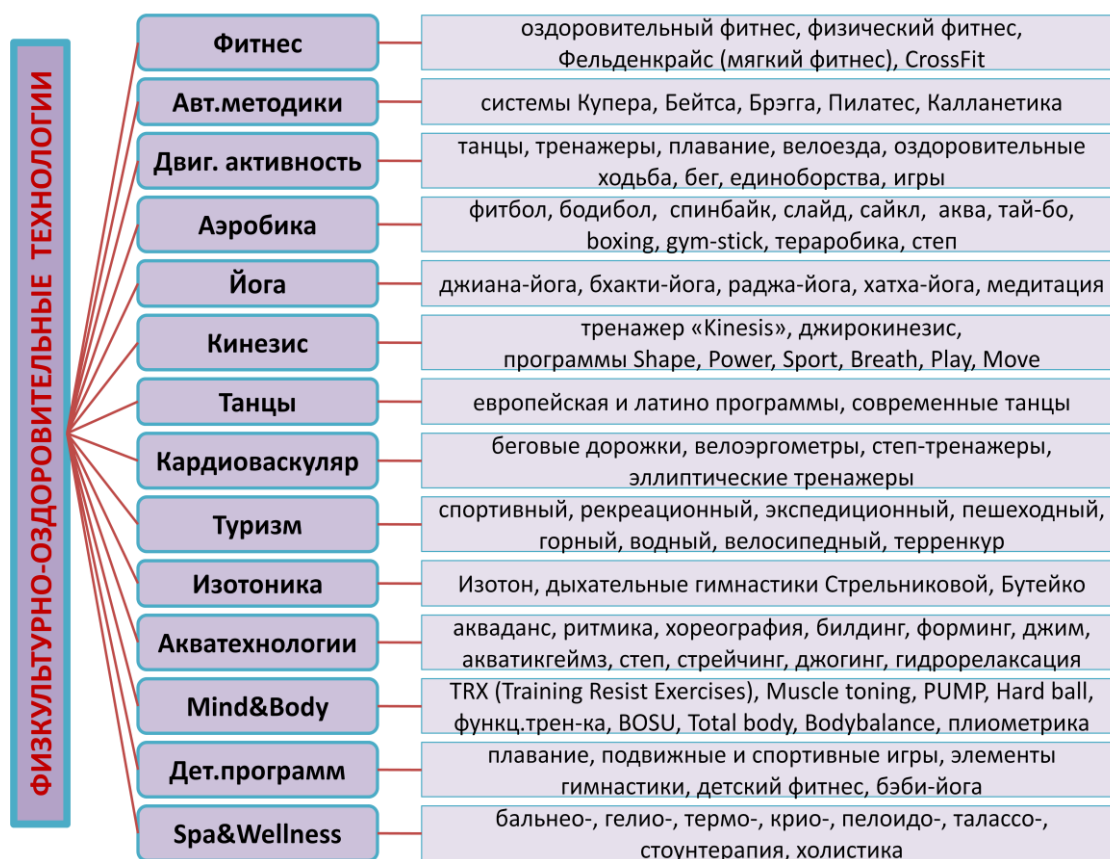 ФИЗКУЛЬТУРНО-ОЗДОРОВИТЕЛЬНЫЕ ТЕХНОЛОГИИ
Фитнес
оздоровительный фитнес, физический фитнес,
Фельденкрайс (мягкий фитнес), CrossFit
Авт.методики
системы Купера, Бейтса, Брэгга, Пилатес, Калланетика
Двиг. активность
танцы, тренажеры, плавание, велоезда, оздоровительные
ходьба, бег, единоборства, игры
Аэробика
фитбол, бодибол, спинбайк, слайд, сайкл, аква, тай-бо,
boxing, gym-stick, тераробика, степ
Йога
джиана-йога, бхакти-йога, раджа-йога, хатха-йога, медитация
Кинезис
тренажер «Kinesis», джирокинезис,
программы Shape, Power, Sport, Breath, Play, Move
Танцы
европейская и латино программы, современные танцы
Кардиоваскуляр
беговые дорожки, велоэргометры, степ-тренажеры,
эллиптические тренажеры
Туризм
спортивный, рекреационный, экспедиционный, пешеходный,
горный, водный, велосипедный, терренкур
Изотоника
Изотон, дыхательные гимнастики Стрельниковой, Бутейко
Акватехнологии
аквaданс, ритмика, хореография, билдинг, форминг, джим,
акватикгеймз, степ, стрейчинг, джогинг, гидрорелаксация
Mind&Body
TRX (Training Resist Exercises), Muscle toning, PUMP, Hard ball,
функц.трен-ка, BOSU, Total body, Bodybalance, плиометрика
Дет.программ
плавание, подвижные и спортивные игры, элементы
гимнастики, детский фитнес, бэби-йога
Spa&Wellness
бальнео-, гелио-, термо-, крио-, пелоидо-, талассо-,
стоунтерапия, холистика